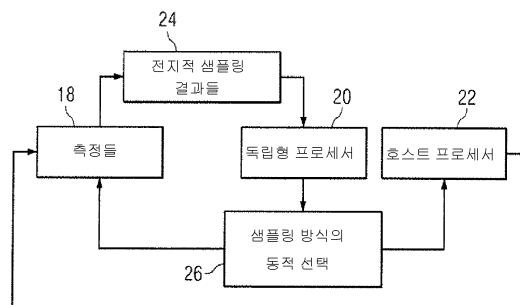 24
전지적 샘플링
결과들
18
측정들
20
독립형 프로세서
22
호스트 프로세서
샘플링 방식의
동적 선택
26